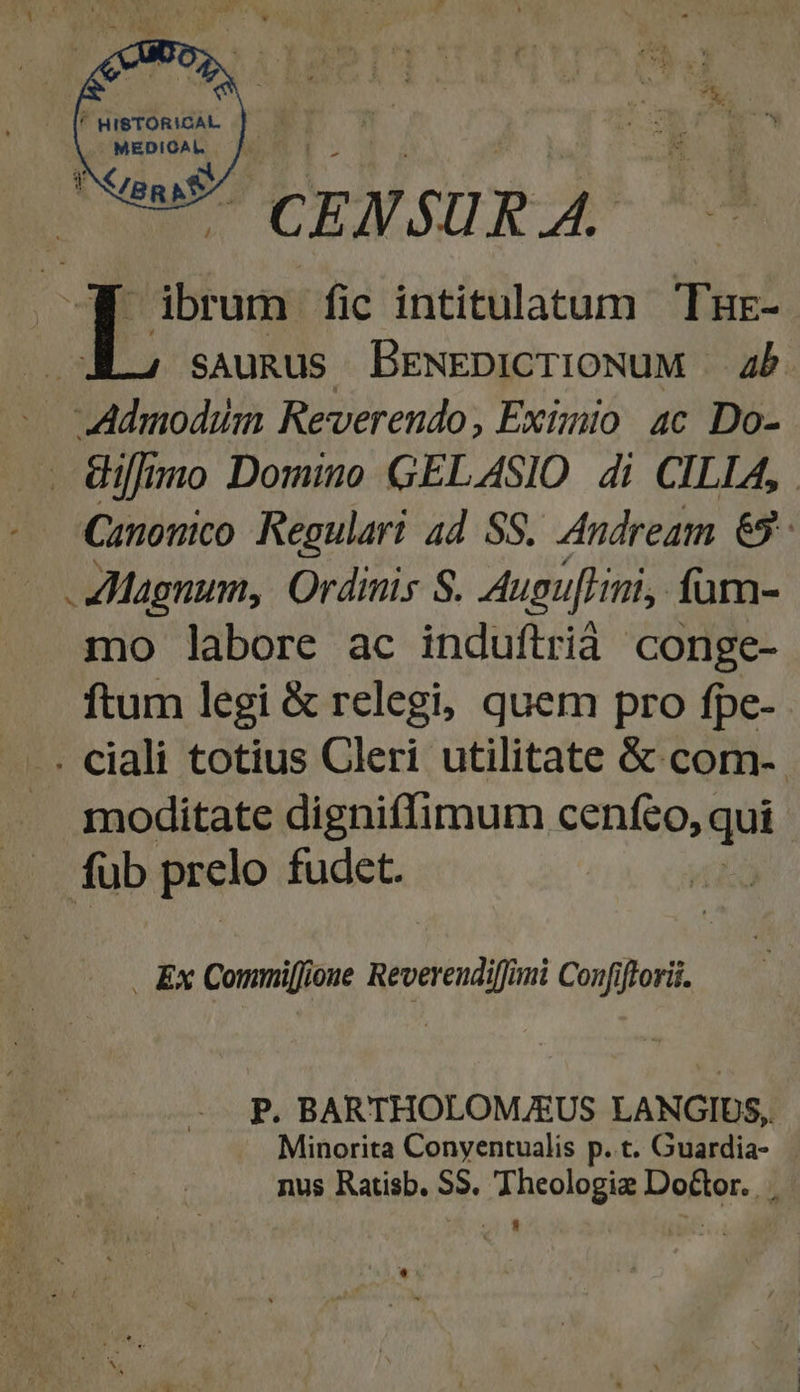 HISTORICAL
MEDICAL
CENSURA.
Librum ſic intitulatum THE-
SAURUS BENEDICTIONUM ab
Admodùm Reverendo, Eximio ac Do-
ctiſſimo Domino GELASIO di CILIA,
Canonico Regulari ad SS. Andream &
Magnum, Ordinis S. Auguſtini, ſum-
mo labore ac induſtriâ conge-
ſtum legi & relegi, quem pro ſpe-
ciali totius Cleri utilitate & com-
moditate digniſſimum cenſeo, qui
ſub prelo ſudet.
Ex Commiſſione Reverendiſſimi Conſiſtorii.
P. BARTHOLOMÆUS LANGIUS,
Minorita Conventualis p. t. Guardia-
nus Ratisb. SS. Theologiæ Doctor.